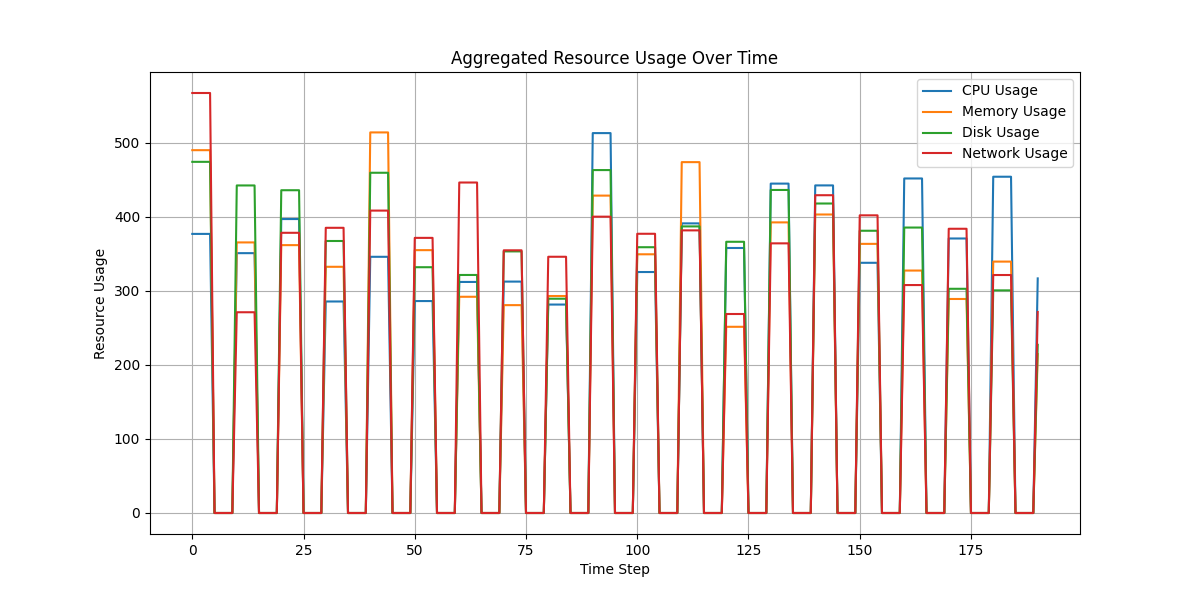 Aggregated Resource Usage Over Time
CPU Usage
Memory Usage
Disk Usage
Network Usage
Resource Usage
500
400
300
200
100
0
0 25 50 75 100 125 150 175
Time Step